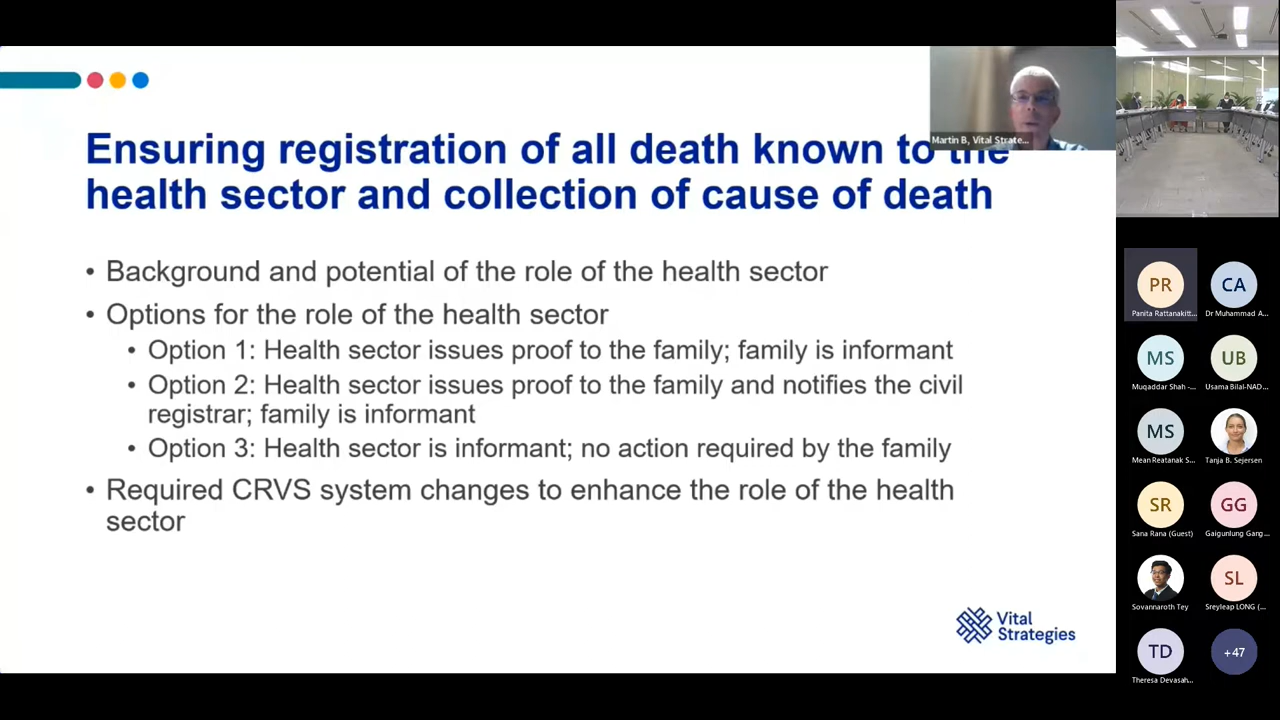 Ensuring registration of all death known to the
health sector and collection of cause of death
Martin B, Vital Strate...
• Background and potential of the role of the health sector
• Options for the role of the health sector
• Option 1: Health sector issues proof to the family; family is informant
• Option 2: Health sector issues proof to the family and notifies the civil
registrar; family is informant
• Option 3: Health sector is informant; no action required by the family
• Required CRVS system changes to enhance the role of the health
sector
Vital
Strategies
PR
Panita Rattanakitt...
CA
Dr Muhammad A...
MS
Muqaddar Shah -...
UB
Usama Bilal-NAD...
MS
Mean Reatanak S...
Tanja B. Sejersen
SR
Sana Rana (Guest)
GG
Gaigunlung Gang...
Sovannaroth Tey
SL
Sreyleap LONG (...
TD
Theresa Devasah...
+47